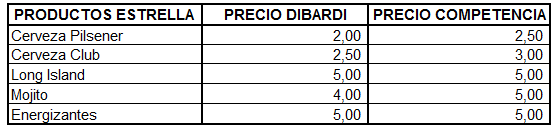 PRODUCTOS ESTRELLA PRECIO DIBARDI PRECIO COMPETENCIA
Cerveza Pilsener 2,00 2,50
Cerveza Club 2,50 3,00
Long Island 5,00 5,00
Mojito 4,00 5,00
Energizantes 5,00 5,00